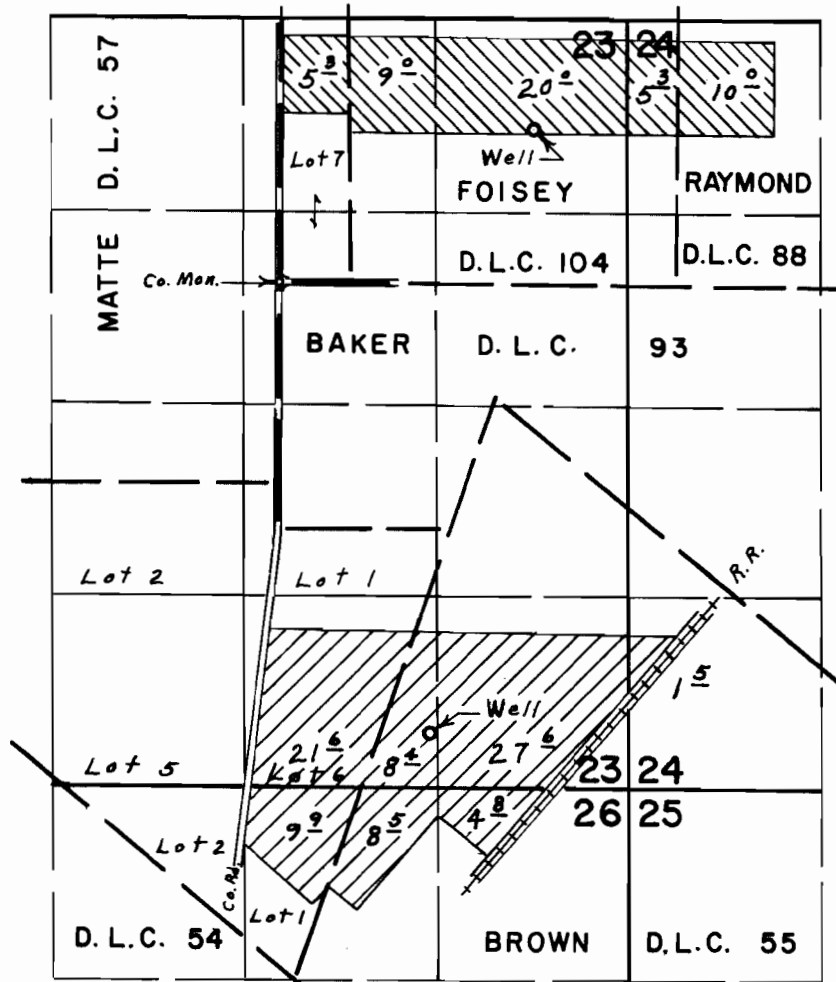 MATTE D.L.C. 57
23 24
5 3 9 0 20 0 5 3 10 0
Lot 7
Well
FOISEY
RAYMOND
D.L.C. 104
D.L.C. 88
Co. Mon.
BAKER D. L. C. 93
Lot 2
Lot 1
R.R.
1 5
Well
21 6
8 4
27 6
Lot 5
Lot 6
23 24
26 25
9 9
8 5
4 8
Lot 2
Co. Rd.
Lot 1
D.L.C. 54
BROWN D.L.C. 55